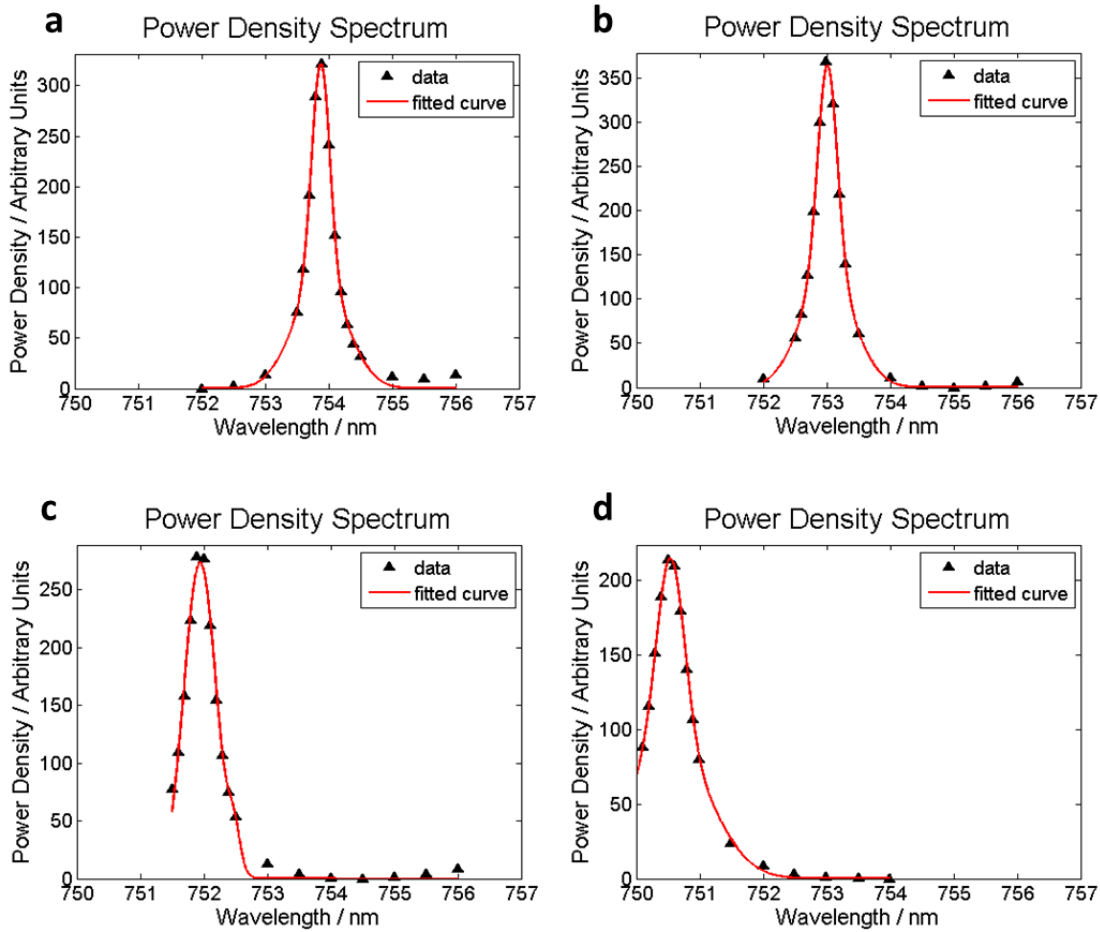 a
Power Density Spectrum
Power Density / Arbitrary Units
300
250
200
150
100
50
0
data
fitted curve
750 751 752 753 754 755 756 757
Wavelength / nm
b
Power Density Spectrum
Power Density / Arbitrary Units
350
300
250
200
150
100
50
0
data
fitted curve
750 751 752 753 754 755 756 757
Wavelength / nm
c
Power Density Spectrum
Power Density / Arbitrary Units
250
200
150
100
50
0
data
fitted curve
750 751 752 753 754 755 756 757
Wavelength / nm
d
Power Density Spectrum
Power Density / Arbitrary Units
200
150
100
50
0
data
fitted curve
750 751 752 753 754 755 756 757
Wavelength / nm